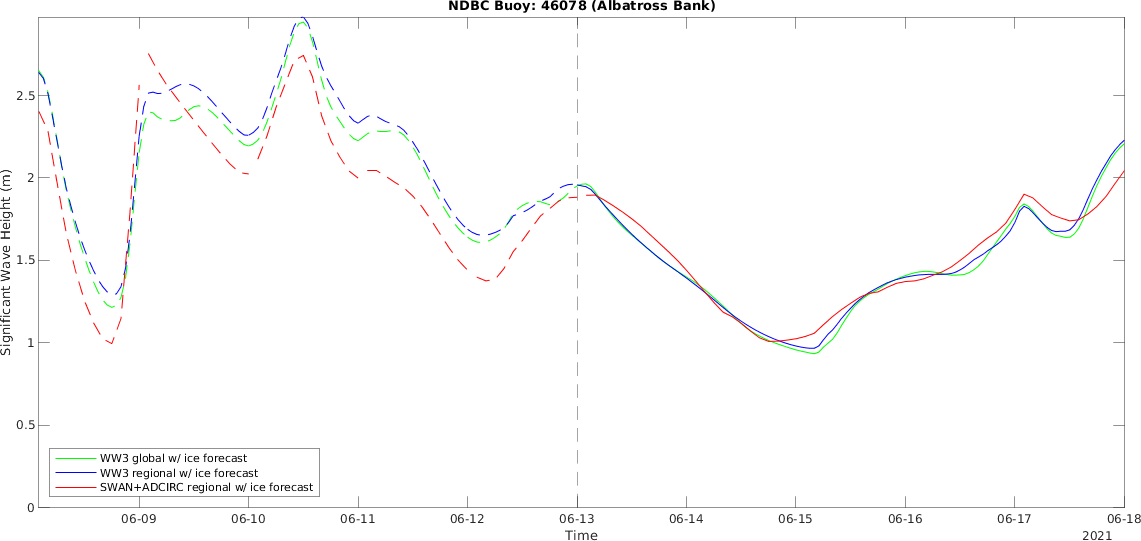 NDBC Buoy: 46078 (Albatross Bank)
Significant Wave Height (m)
2.5
2
1.5
1
0.5
0
WW3 global w/ ice forecast
WW3 regional w/ ice forecast
SWAN+ADCIRC regional w/ ice forecast
06-09 06-10 06-11 06-12 06-13 06-14 06-15 06-16 06-17 06-18
Time
2021